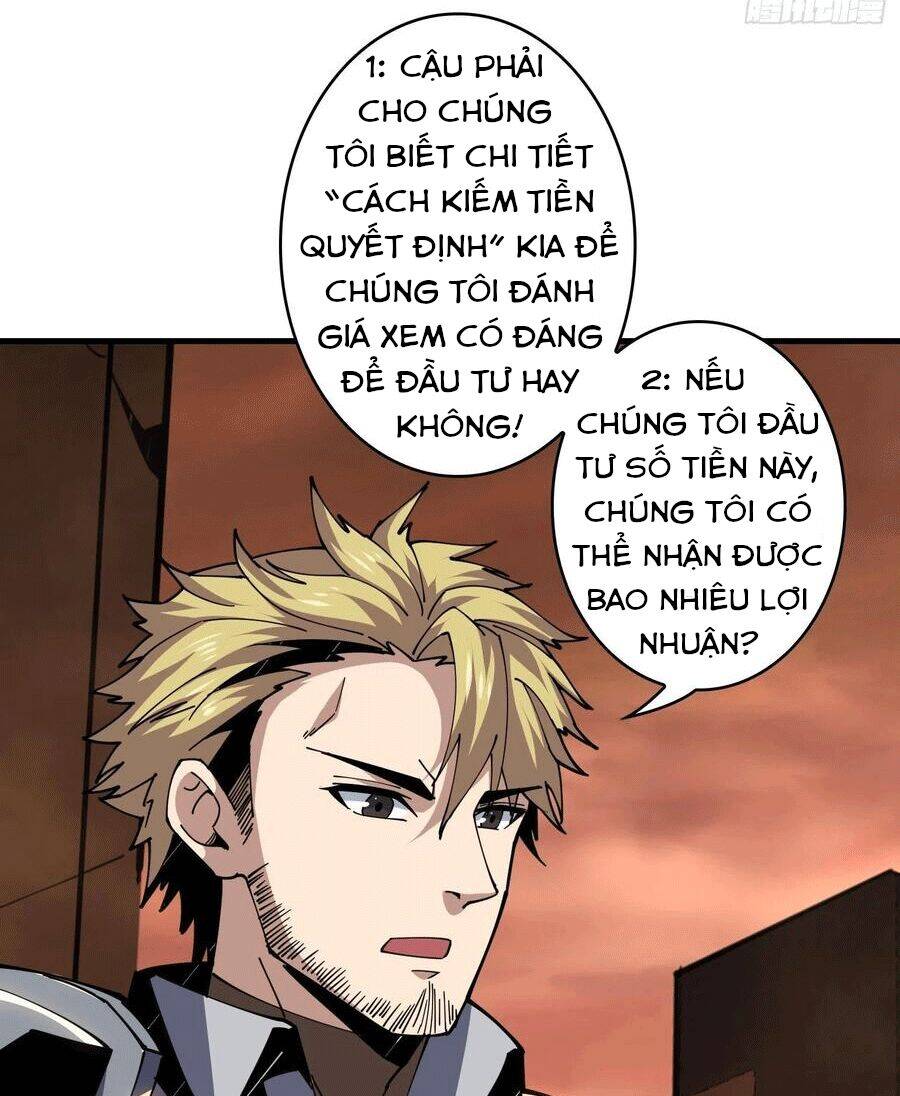 1: CẬU PHẢI
CHO CHÚNG
TÔI BIẾT CHI TIẾT
"CÁCH KIẾM TIỀN
QUYẾT ĐỊNH" KIA ĐỂ
CHÚNG TÔI ĐÁNH
GIÁ XEM CÓ ĐÁNG
ĐỂ ĐẦU TƯ HAY
KHÔNG!
2: NẾU
CHÚNG TÔI ĐẦU
TƯ SỐ TIỀN NÀY,
CHÚNG TÔI CÓ
THỂ NHẬN ĐƯỢC
BAO NHIÊU LỢI
NHUẬN?